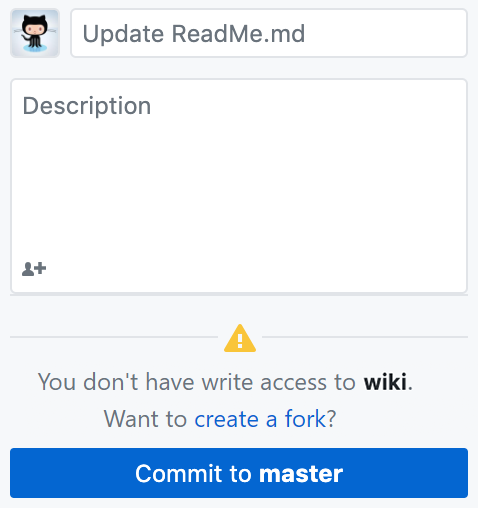 Update ReadMe.md
Description
You don't have write access to wiki.
Want to create a fork?
Commit to master